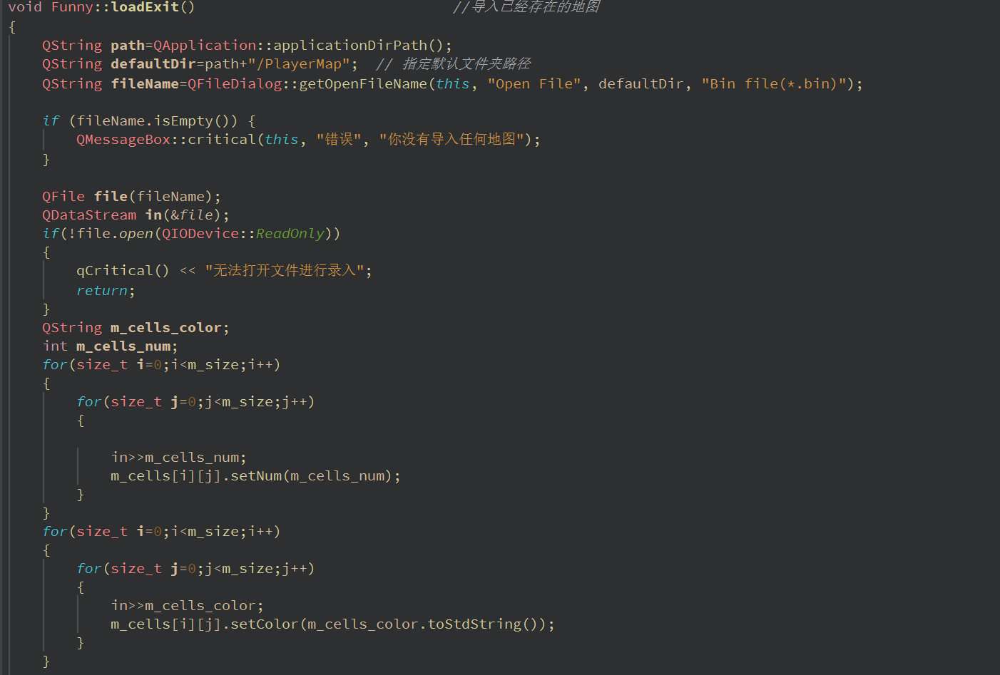 void Funny::loadExit()                              //导入已经存在的地图
{
    QString path=QApplication::applicationDirPath();
    QString defaultDir=path+"/PlayerMap";  // 指定默认文件夹路径
    QString fileName=QFileDialog::getOpenFileName(this, "Open File", defaultDir, "Bin file(*.bin)");
    if (fileName.isEmpty()) {
        QMessageBox::critical(this, "错误", "你没有导入任何地图");
    }
    QFile file(fileName);
    QDataStream in(&file);
    if(!file.open(QIODevice::ReadOnly))
    {
        qCritical() << "无法打开文件进行录入";
        return;
    }
    QString m_cells_color;
    int m_cells_num;
    for(size_t i=0;i<m_size;i++)
    {
        for(size_t j=0;j<m_size;j++)
        {
            in>>m_cells_num;
            m_cells[i][j].setNum(m_cells_num);
        }
    }
    for(size_t i=0;i<m_size;i++)
    {
        for(size_t j=0;j<m_size;j++)
        {
            in>>m_cells_color;
            m_cells[i][j].setColor(m_cells_color.toStdString());
        }
    }